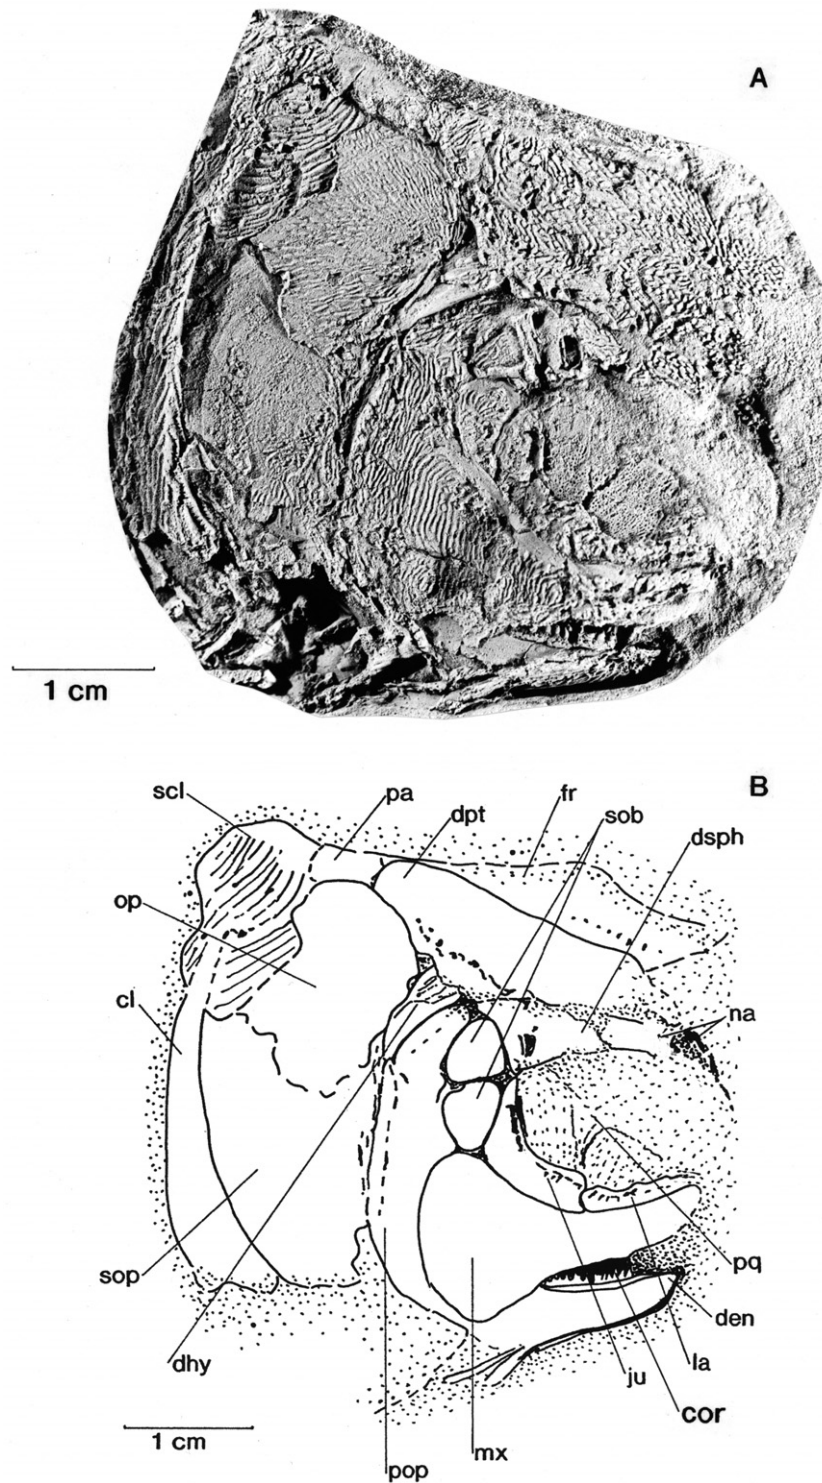 A
1 cm
B
scl
pa
dpt
fr
sob
dsph
op
cl
na
sop
pq
den
dhy
la
ju
cor
1 cm
mx
pop